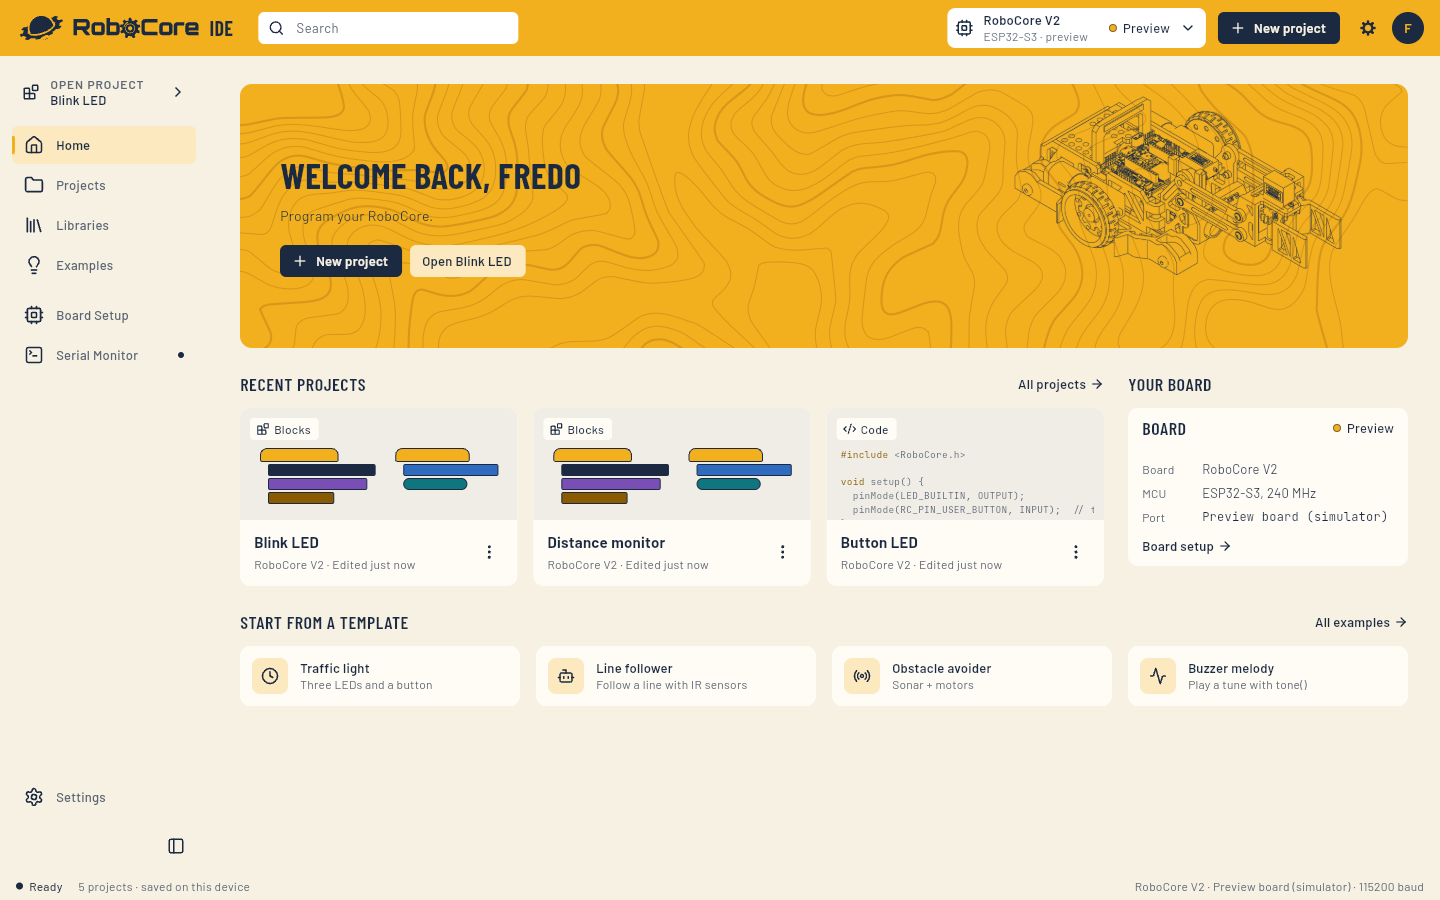 RoboCore IDE
Search
RoboCore V2
ESP32-S3 · preview
Preview
New project
F
OPEN PROJECT
Blink LED
Home
Projects
Libraries
Examples
Board Setup
Serial Monitor
Settings
WELCOME BACK, FREDO
Program your RoboCore.
New project
Open Blink LED
RECENT PROJECTS
All projects
Blocks
Blink LED
RoboCore V2 · Edited just now
Blocks
Distance monitor
RoboCore V2 · Edited just now
Code
#include <RoboCore.h>
void setup() {
pinMode(LED_BUILTIN, OUTPUT);
pinMode(RC_PIN_USER_BUTTON, INPUT); //
Button LED
RoboCore V2 · Edited just now
YOUR BOARD
BOARD
Preview
Board RoboCore V2
MCU ESP32-S3, 240 MHz
Port Preview board (simulator)
Board setup
START FROM A TEMPLATE
All examples
Traffic light
Three LEDs and a button
Line follower
Follow a line with IR sensors
Obstacle avoider
Sonar + motors
Buzzer melody
Play a tune with tone()
Ready
5 projects · saved on this device
RoboCore V2 · Preview board (simulator) · 115200 baud